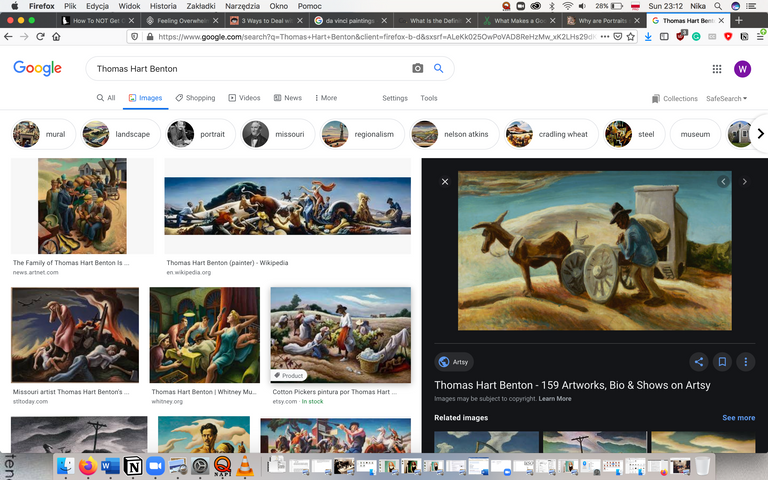 Firefox Plik Edycja Widok Historia Zakładki Narzędzia Okno Pomoc 28% Sun 23:12 Nika
How To NOT Get C
Feeling Overwhelm
3 Ways to Deal wi
da vinci paintings
What Is the Defini
What Makes a Goo
Why are Portraits
Thomas Hart Bent
https://www.google.com/search?q=Thomas+Hart+Benton&client=firefox-b-d&sxsrf=
Google
Thomas Hart Benton
W
All Images Shopping Videos News More Settings Tools
Collections SafeSearch
mural landscape portrait missouri regionalism nelson atkins cradling wheat steel museum
The Family of Thomas Hart Benton Is ...
news.artnet.com
Thomas Hart Benton (painter) - Wikipedia
en.wikipedia.org
Missouri artist Thomas Hart Benton's ...
stltoday.com
Thomas Hart Benton | Whitney Mu...
whitney.org
Product
Cotton Pickers pintura por Thomas Hart ...
etsy.com · In stock
Artsy
Thomas Hart Benton - 159 Artworks, Bio & Shows on Artsy
Images may be subject to copyright. Learn More
Related images
See more
QAPI